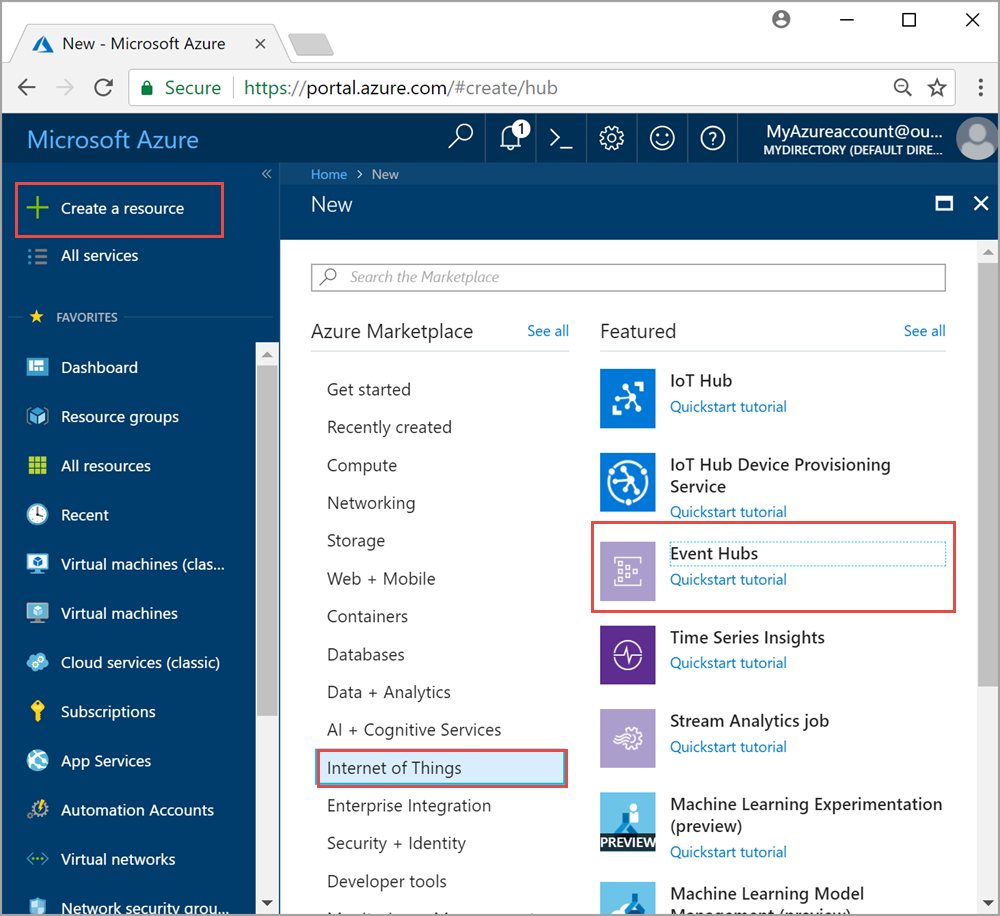 New - Microsoft Azure
Secure
https://portal.azure.com/#create/hub
Microsoft Azure
1
MyAzureaccount@ou...
MYDIRECTORY (DEFAULT DIRE...
Create a resource
All services
FAVORITES
Dashboard
Resource groups
All resources
Recent
Virtual machines (clas...
Virtual machines
Cloud services (classic)
Subscriptions
App Services
Automation Accounts
Virtual networks
Network security grou...
Home > New
New
Search the Marketplace
Azure Marketplace
See all
Get started
Recently created
Compute
Networking
Storage
Web + Mobile
Containers
Databases
Data + Analytics
AI + Cognitive Services
Internet of Things
Enterprise Integration
Security + Identity
Developer tools
Featured
See all
IoT Hub
Quickstart tutorial
IoT Hub Device Provisioning
Service
Quickstart tutorial
Event Hubs
Quickstart tutorial
Time Series Insights
Quickstart tutorial
Stream Analytics job
Quickstart tutorial
PREVIEW
Machine Learning Experimentation
(preview)
Quickstart tutorial
Machine Learning Model
Management (preview)